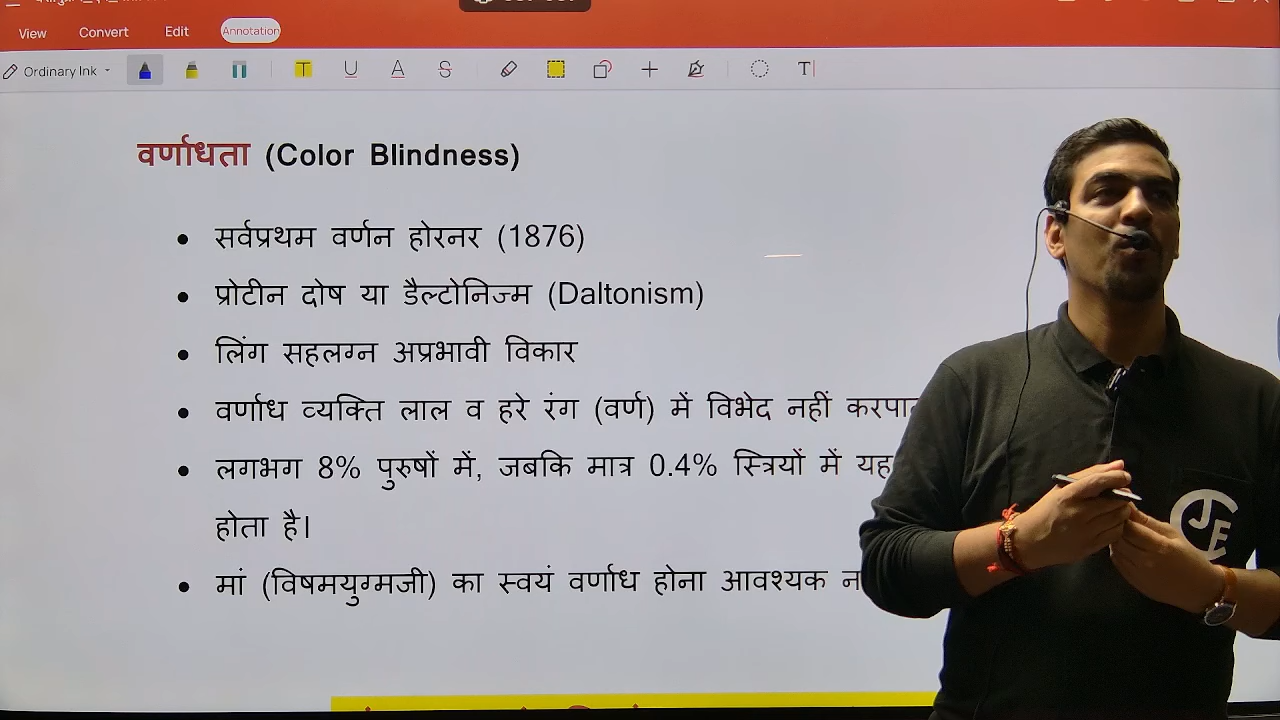 View Convert Edit Annotation
Ordinary Ink
वर्णाधता (Color Blindness)
सर्वप्रथम वर्णन होरनर (1876)
प्रोटीन दोष या डैल्टोनिज्म (Daltonism)
लिंग सहलग्न अप्रभावी विकार
वर्णाध व्यक्ति लाल व हरे रंग (वर्ण) में विभेद नहीं
लगभग 8% पुरुषों में, जबकि मात्र 0.4% स्त्रियों में यह
होता है।
मां (विषमयुग्मजी) का स्वयं वर्णाध होना आवश्यक